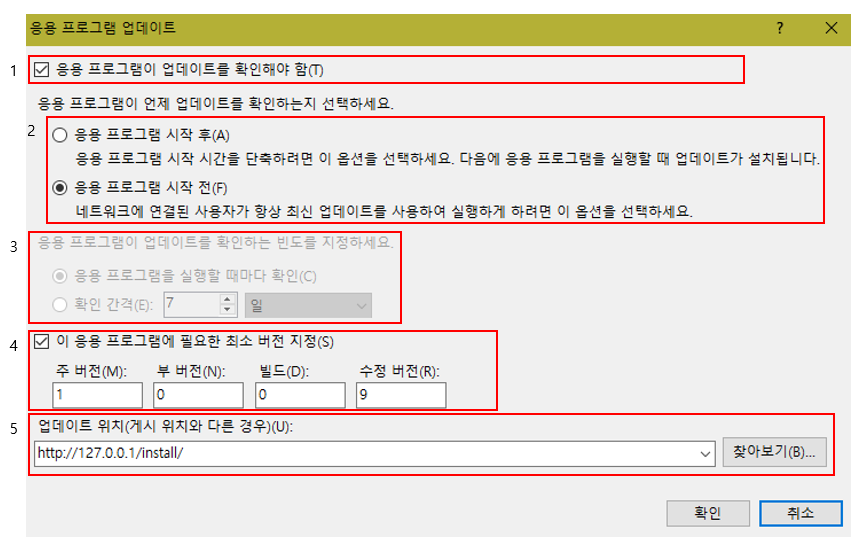 응용 프로그램 업데이트 ?
1 응용 프로그램이 업데이트를 확인해야 함(T)
응용 프로그램이 언제 업데이트를 확인하는지 선택하세요.
2 응용 프로그램 시작 후(A)
응용 프로그램 시작 시간을 단축하려면 이 옵션을 선택하세요. 다음에 응용 프로그램을 실행할 때 업데이트가 설치됩니다.
응용 프로그램 시작 전(F)
네트워크에 연결된 사용자가 항상 최신 업데이트를 사용하여 실행하게 하려면 이 옵션을 선택하세요.
3 응용 프로그램이 업데이트를 확인하는 빈도를 지정하세요.
응용 프로그램을 실행할 때마다 확인(C)
확인 간격(E): 7 일
4 이 응용 프로그램에 필요한 최소 버전 지정(S)
주 버전(M): 부 버전(N): 빌드(D): 수정 버전(R):
1 0 0 9
5 업데이트 위치(게시 위치와 다른 경우)(U):
http://127.0.0.1/install/ 찾아보기(B)...
확인 취소